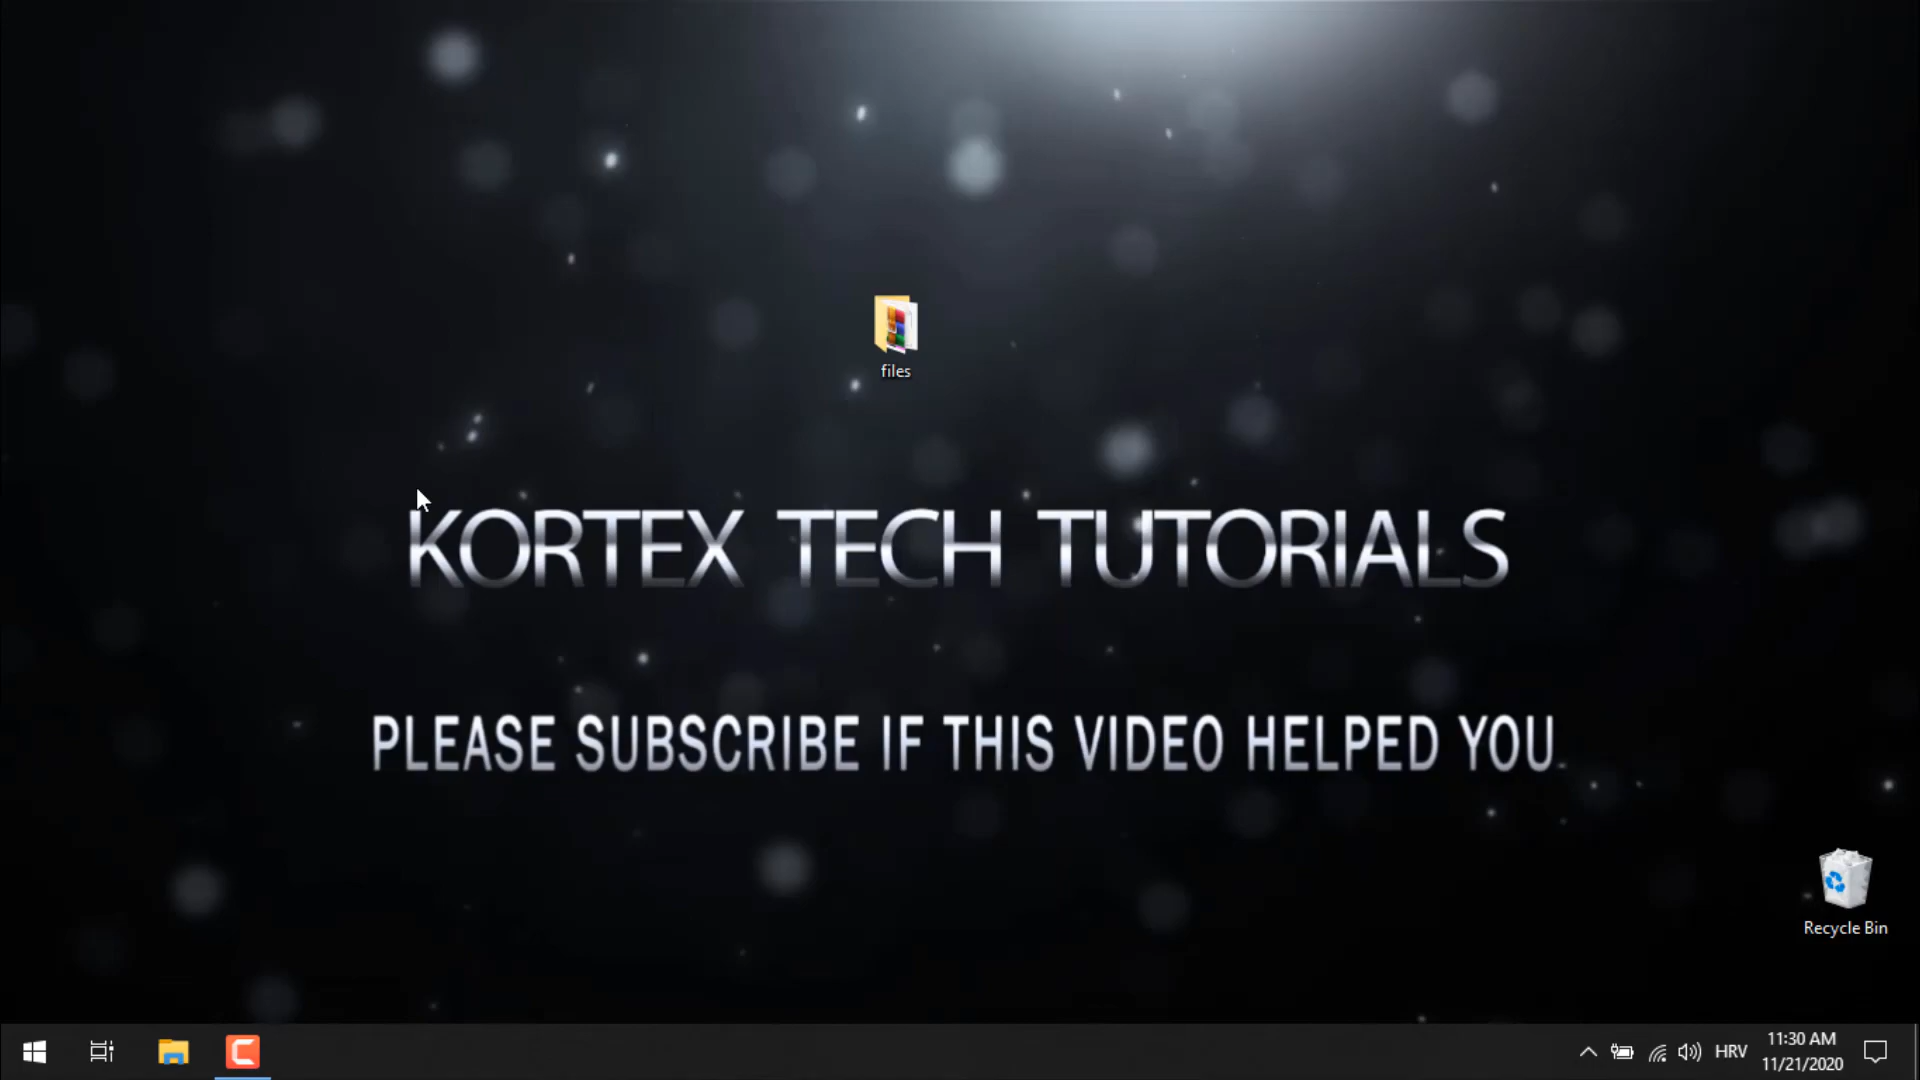 files
KORTEX TECH TUTORIALS
PLEASE SUBSCRIBE IF THIS VIDEO HELPED YOU
Recycle Bin
HRV
11:30 AM
11/21/2020